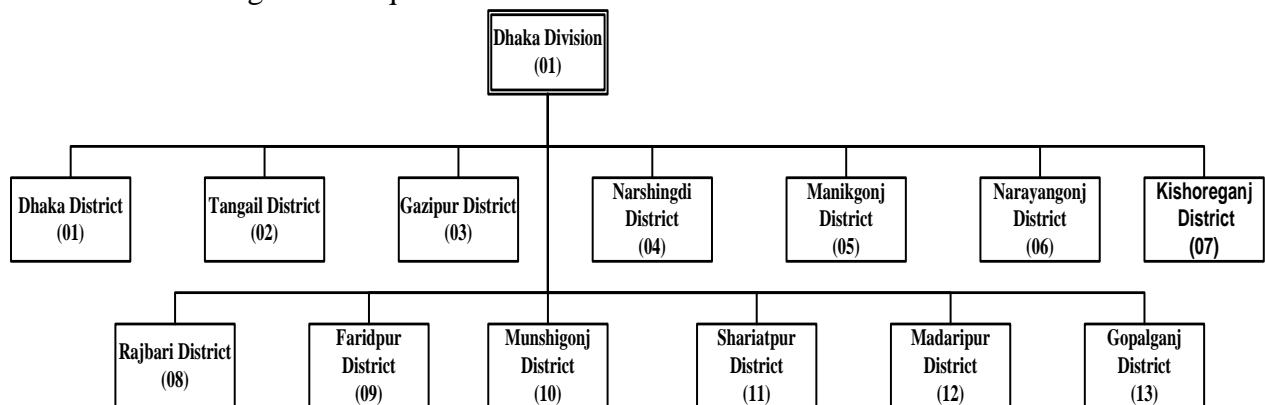 Dhaka Division
(01)
Dhaka District
(01)
Tangail District
(02)
Gazipur District
(03)
Narshingdi
District
(04)
Manikgonj
District
(05)
Narayangonj
District
(06)
Kishoreganj
District
(07)
Rajbari District
(08)
Faridpur
District
(09)
Munshigonj
District
(10)
Shariatpur
District
(11)
Madaripur
District
(12)
Gopalganj
District
(13)